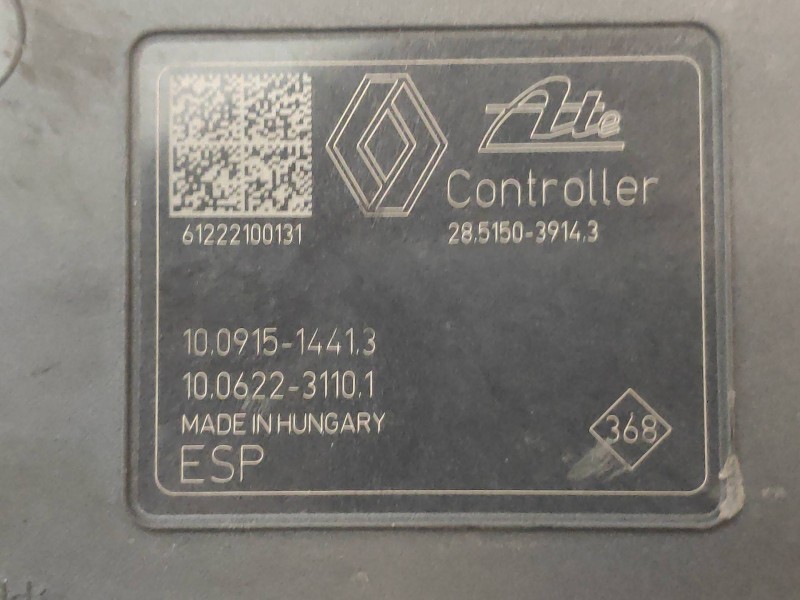 Ate
Controller
61222100131
28.5150-3914.3
10.0915-1441.3
10.0622-3110.1
MADE IN HUNGARY
368
ESP